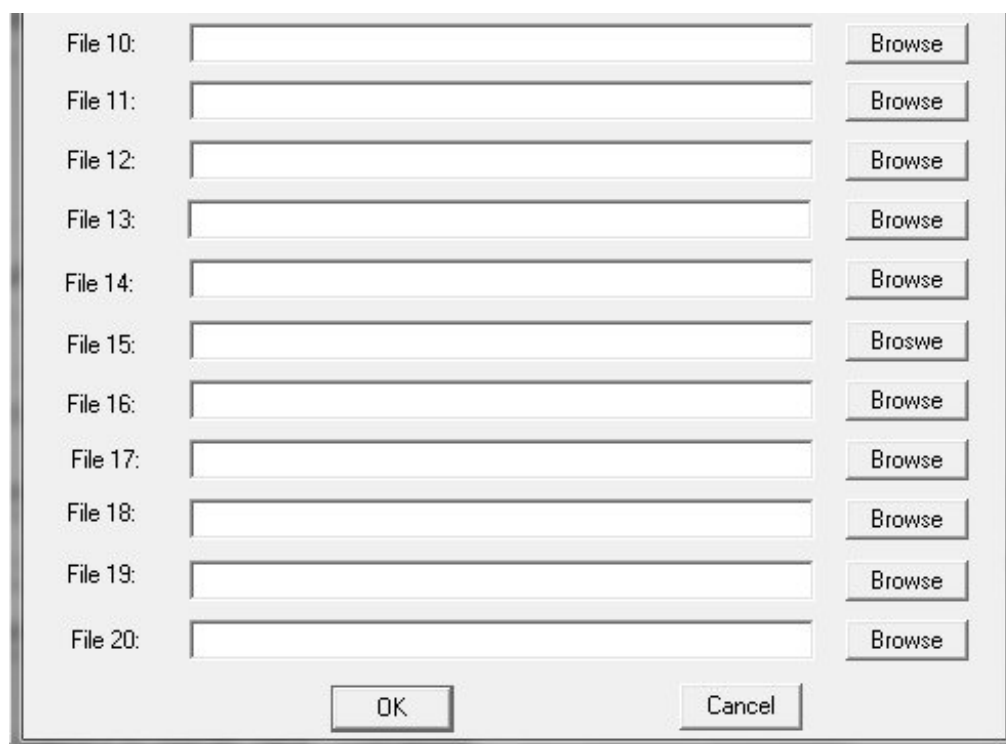 File 10: Browse
File 11: Browse
File 12: Browse
File 13: Browse
File 14: Browse
File 15: Broswe
File 16: Browse
File 17: Browse
File 18: Browse
File 19: Browse
File 20: Browse
OK Cancel